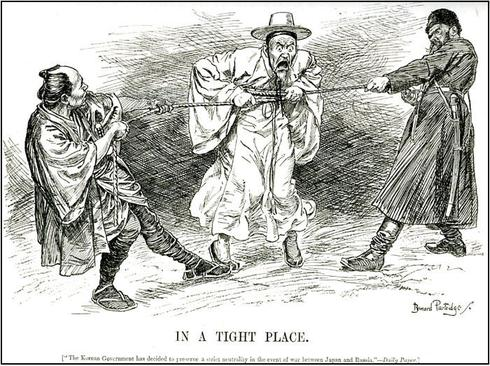 Bernard Partridge
IN A TIGHT PLACE.
["The Korean Government has decided to preserve a strict neutrality in the event of war between Japan and Russia."—Daily Paper.]